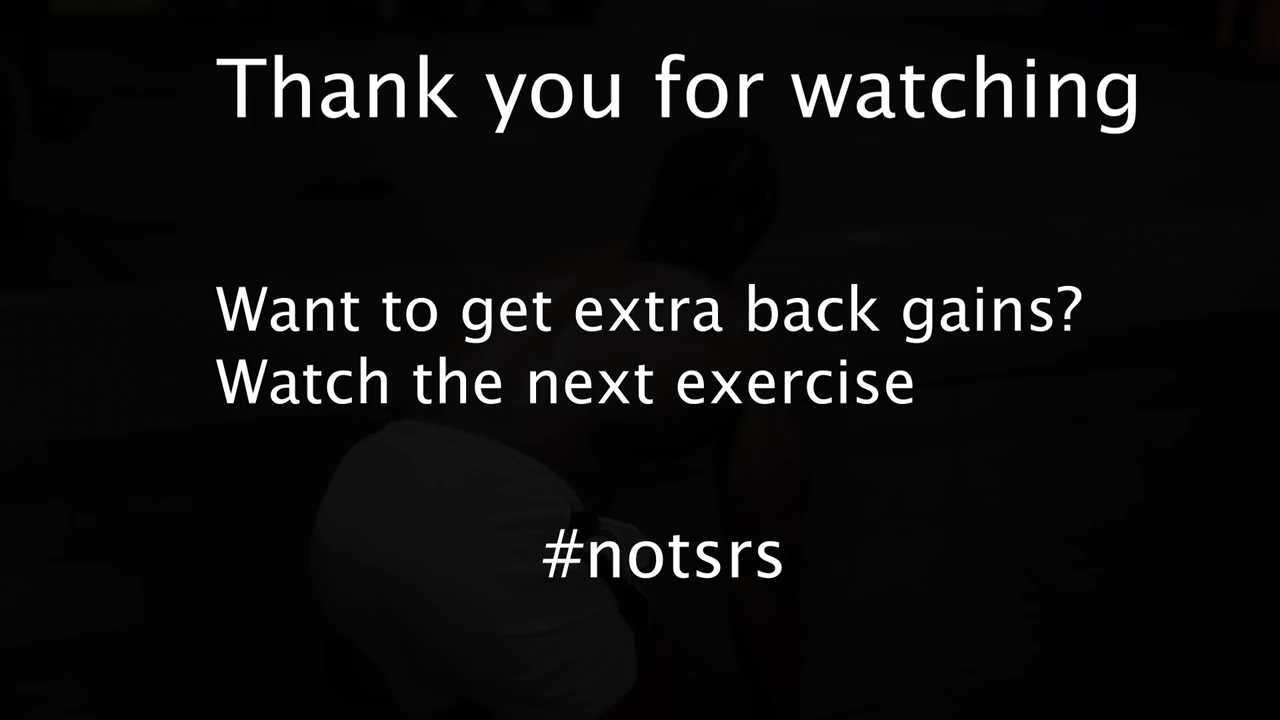 Thank you for watching
Want to get extra back gains?
Watch the next exercise
#notsrs